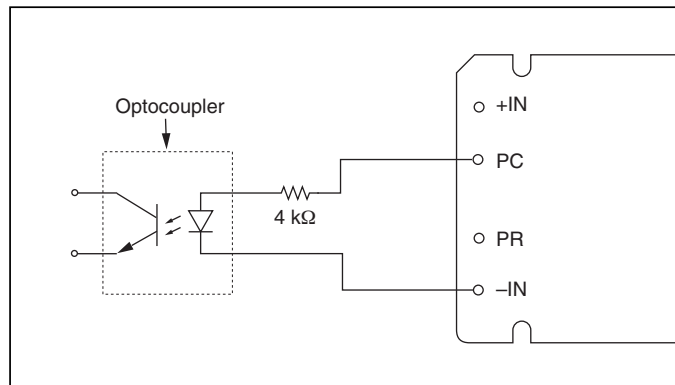 Optocoupler
4 kΩ
+IN
PC
PR
–IN